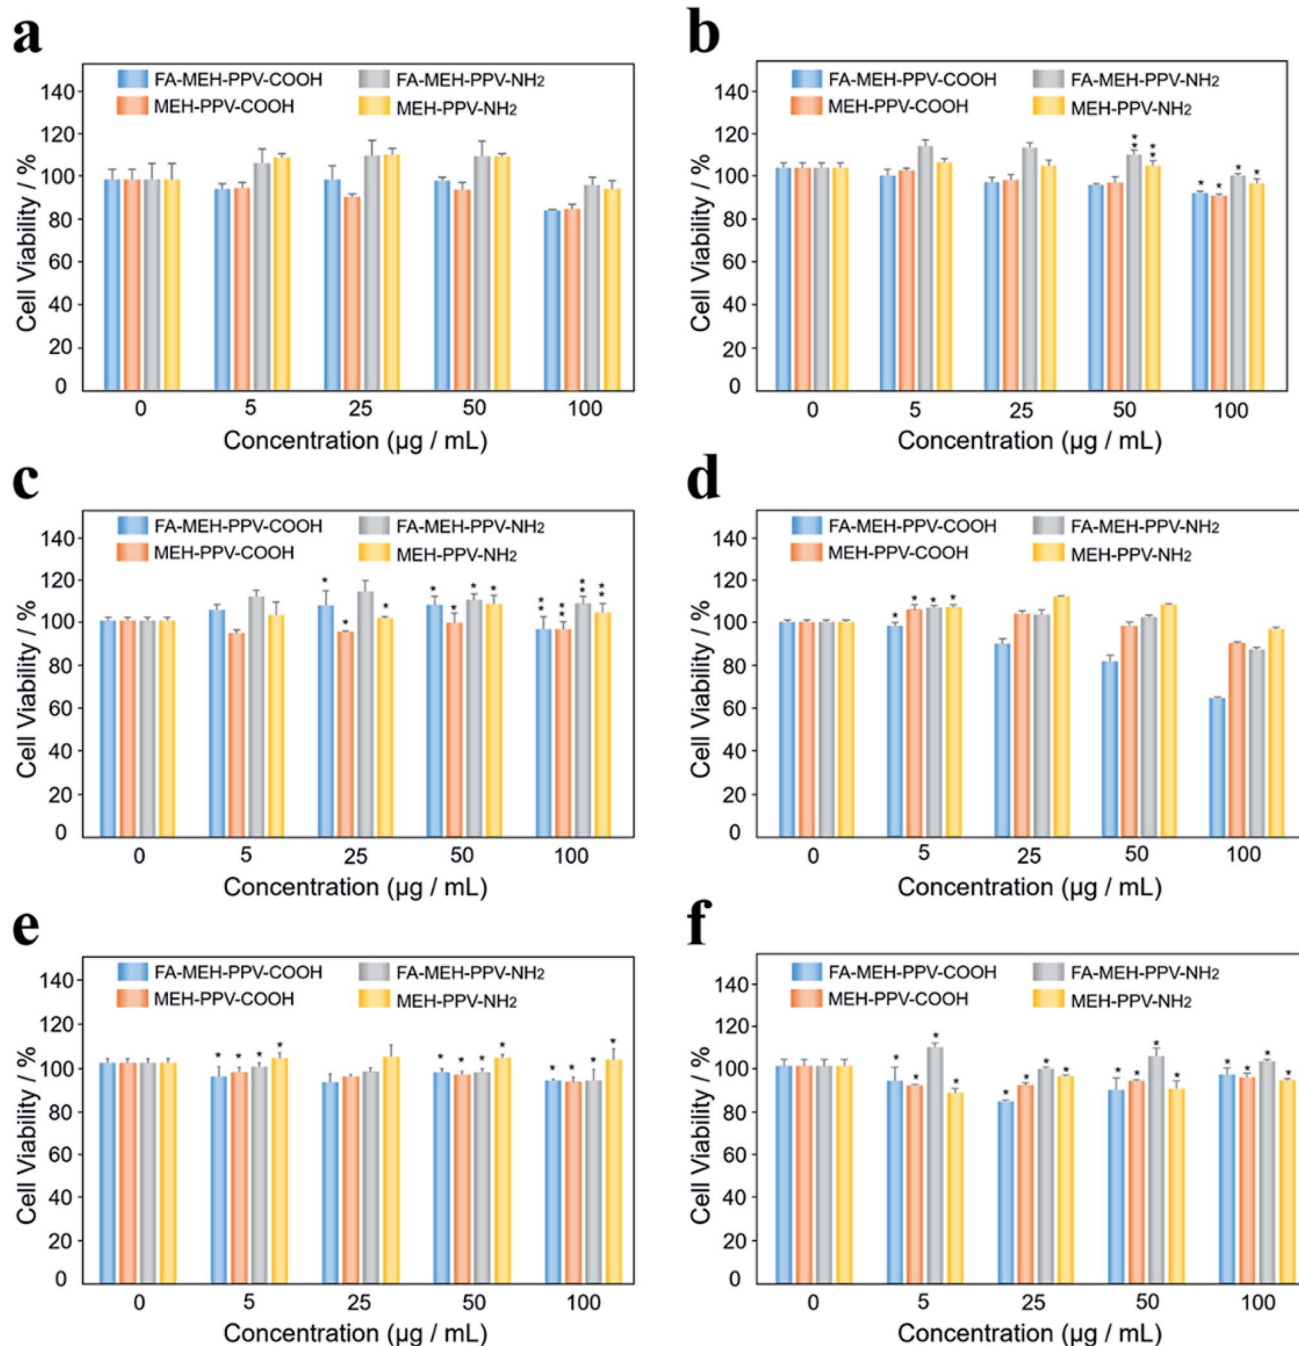 a
FA-MEH-PPV-COOH FA-MEH-PPV-NH2
MEH-PPV-COOH MEH-PPV-NH2
140
120
100
80
60
40
20
0
Cell Viability / %
0 5 25 50 100
Concentration (μg / mL)
b
FA-MEH-PPV-COOH FA-MEH-PPV-NH2
MEH-PPV-COOH MEH-PPV-NH2
140
120
100
80
60
40
20
0
Cell Viability / %
** **
* * * *
0 5 25 50 100
Concentration (μg / mL)
c
FA-MEH-PPV-COOH FA-MEH-PPV-NH2
MEH-PPV-COOH MEH-PPV-NH2
140
120
100
80
60
40
20
0
Cell Viability / %
* * *
* * * *
** ** ** **
0 5 25 50 100
Concentration (μg / mL)
d
FA-MEH-PPV-COOH FA-MEH-PPV-NH2
MEH-PPV-COOH MEH-PPV-NH2
140
120
100
80
60
40
20
0
Cell Viability / %
* * * *
0 5 25 50 100
Concentration (μg / mL)
e
FA-MEH-PPV-COOH FA-MEH-PPV-NH2
MEH-PPV-COOH MEH-PPV-NH2
140
120
100
80
60
40
20
0
Cell Viability / %
* * * *
* * * *
* * * *
0 5 25 50 100
Concentration (μg / mL)
f
FA-MEH-PPV-COOH FA-MEH-PPV-NH2
MEH-PPV-COOH MEH-PPV-NH2
140
120
100
80
60
40
20
0
Cell Viability / %
* * * *
* * * *
* * * *
* * * *
0 5 25 50 100
Concentration (μg / mL)